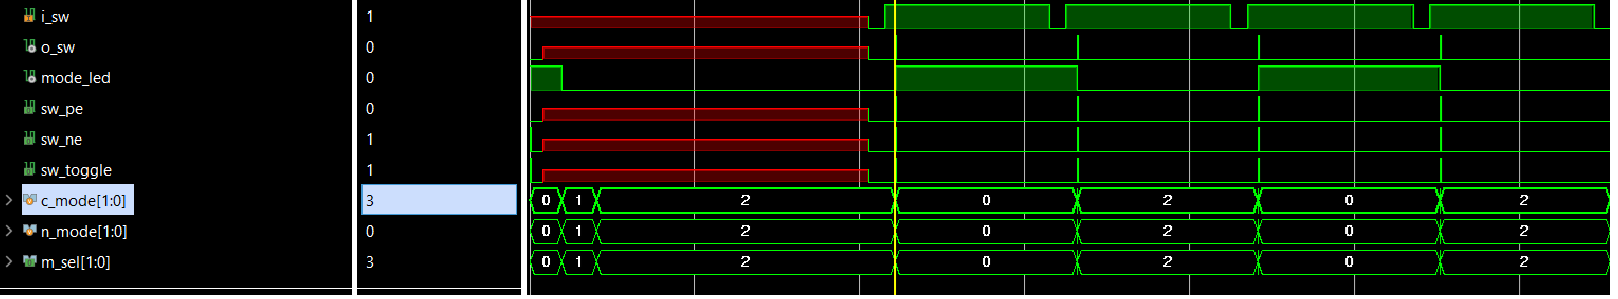 i_sw 1
o_sw 0
mode_led 0
sw_pe 0
sw_ne 1
sw_toggle 1
c_mode[1:0] 3 0 1 2 0 2 0 2
n_mode[1:0] 0 0 1 2 0 2 0 2
m_sel[1:0] 3 0 1 2 0 2 0 2